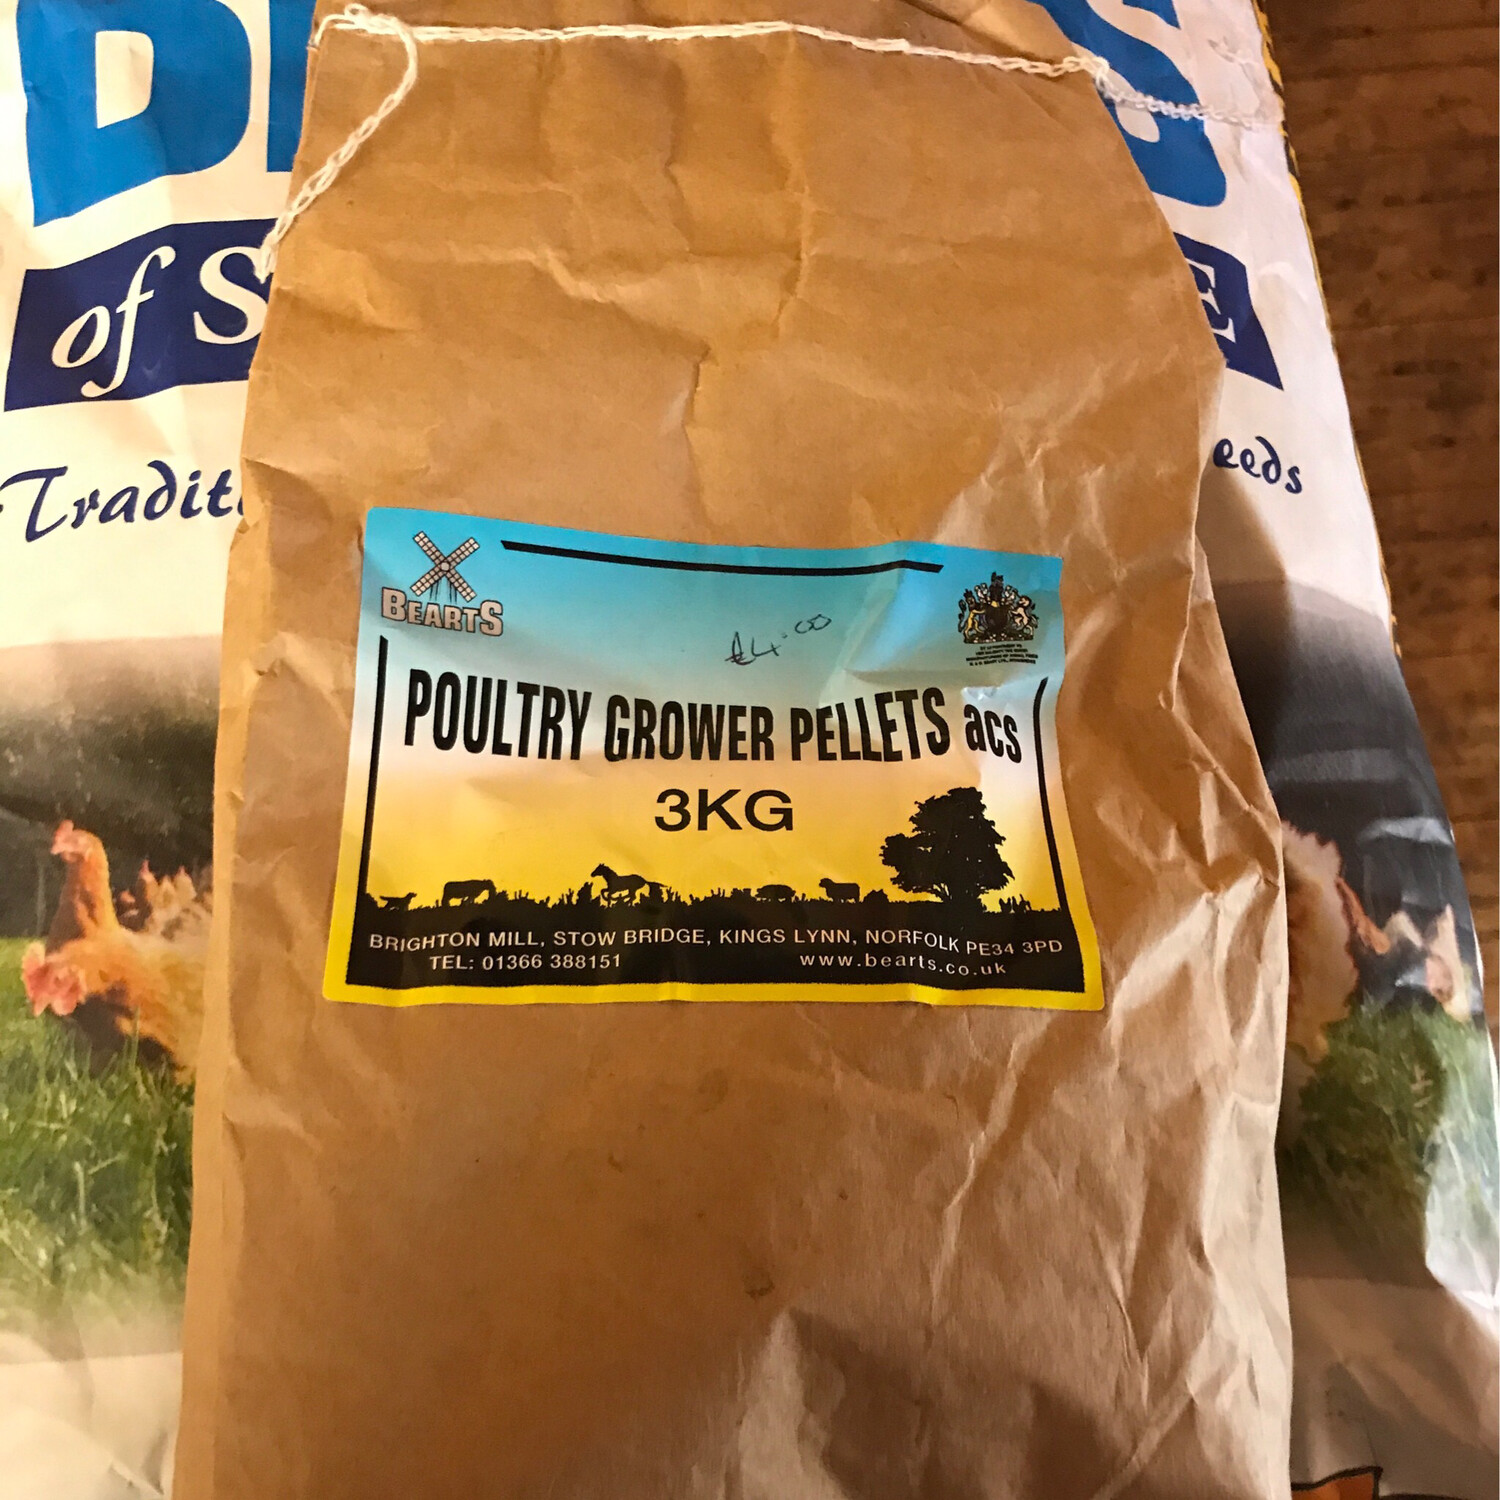 of S
E
Tradit
eeds
BEARTS
£4.00
POULTRY GROWER PELLETS acs
3KG
BRIGHTON MILL, STOW BRIDGE, KINGS LYNN, NORFOLK PE34 3PD
TEL: 01366 388151
www.bearts.co.uk